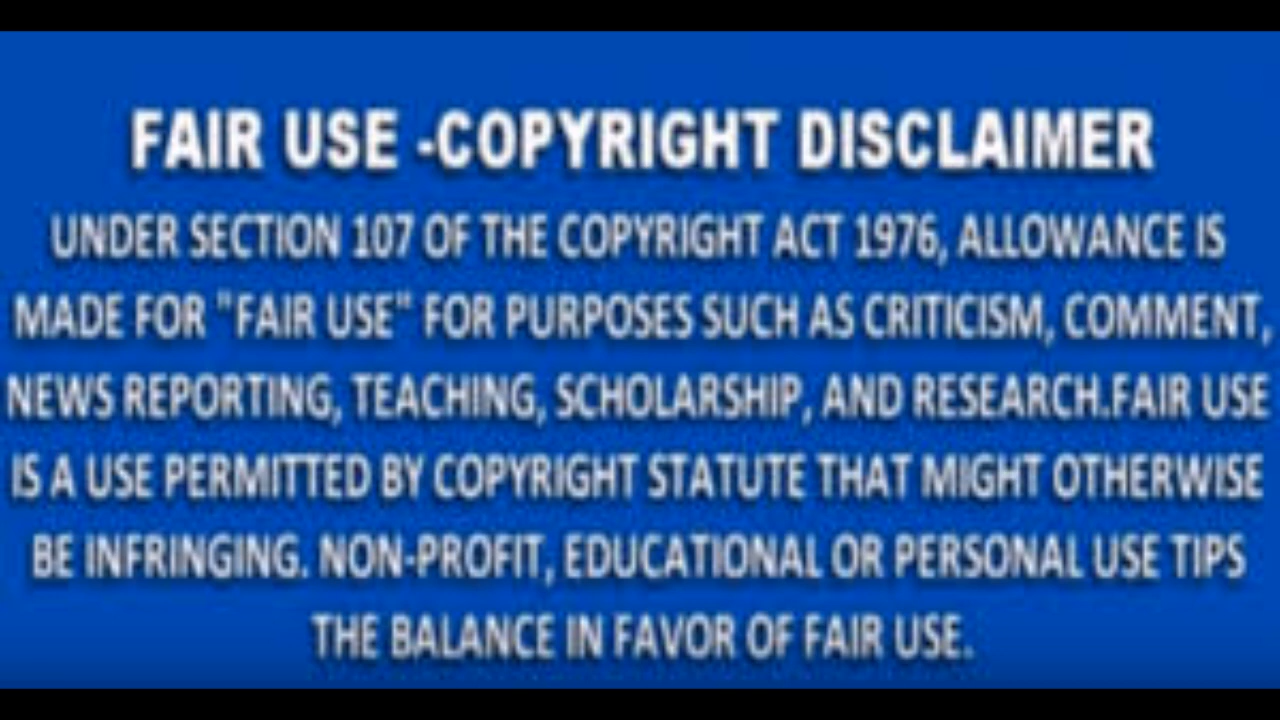 FAIR USE -COPYRIGHT DISCLAIMER
UNDER SECTION 107 OF THE COPYRIGHT ACT 1976, ALLOWANCE IS
MADE FOR "FAIR USE" FOR PURPOSES SUCH AS CRITICISM, COMMENT,
NEWS REPORTING, TEACHING, SCHOLARSHIP, AND RESEARCH.FAIR USE
IS A USE PERMITTED BY COPYRIGHT STATUTE THAT MIGHT OTHERWISE
BE INFRINGING. NON-PROFIT, EDUCATIONAL OR PERSONAL USE TIPS
THE BALANCE IN FAVOR OF FAIR USE.